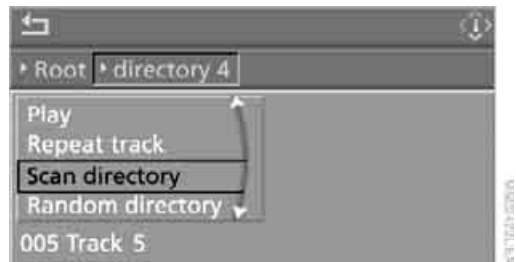 Root directory 4
Play
Repeat track
Scan directory
Random directory
005 Track 5